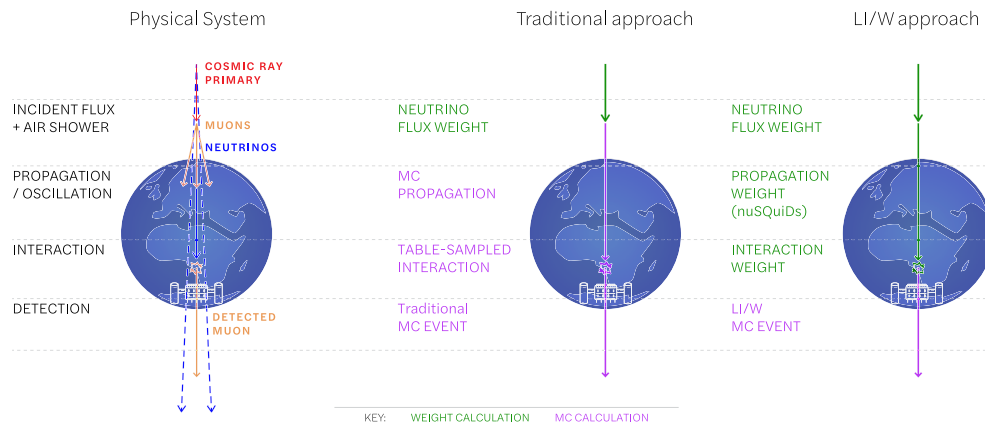 Physical System
Traditional approach
LI/W approach
COSMIC RAY
PRIMARY
INCIDENT FLUX
+ AIR SHOWER
MUONS
NEUTRINOS
NEUTRINO
FLUX WEIGHT
NEUTRINO
FLUX WEIGHT
PROPAGATION
/ OSCILLATION
MC
PROPAGATION
PROPAGATION
WEIGHT
(nuSQuiDs)
INTERACTION
TABLE-SAMPLED
INTERACTION
INTERACTION
WEIGHT
DETECTION
DETECTED
MUON
Traditional
MC EVENT
LI/W
MC EVENT
KEY: WEIGHT CALCULATION MC CALCULATION